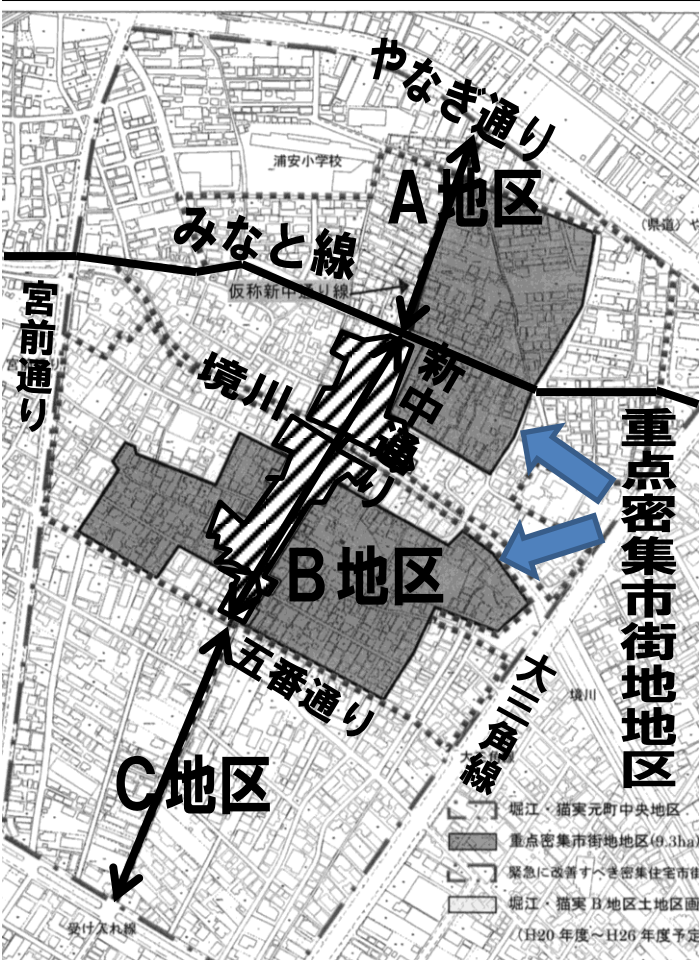 やなぎ通り
浦安小学校
A地区
(県道)や
みなと線
仮称新中通り線
宮前通り
境川
新中通り
重点密集市街地地区
B地区
五番通り
大三角線
境川
C地区
堀江・猫実元町中央地区
重点密集市街地地区(9.3ha)
緊急に改善すべき密集住宅市街
堀江・猫実B地区土地区画
(H20年度~H26年度予定
受け入れ線